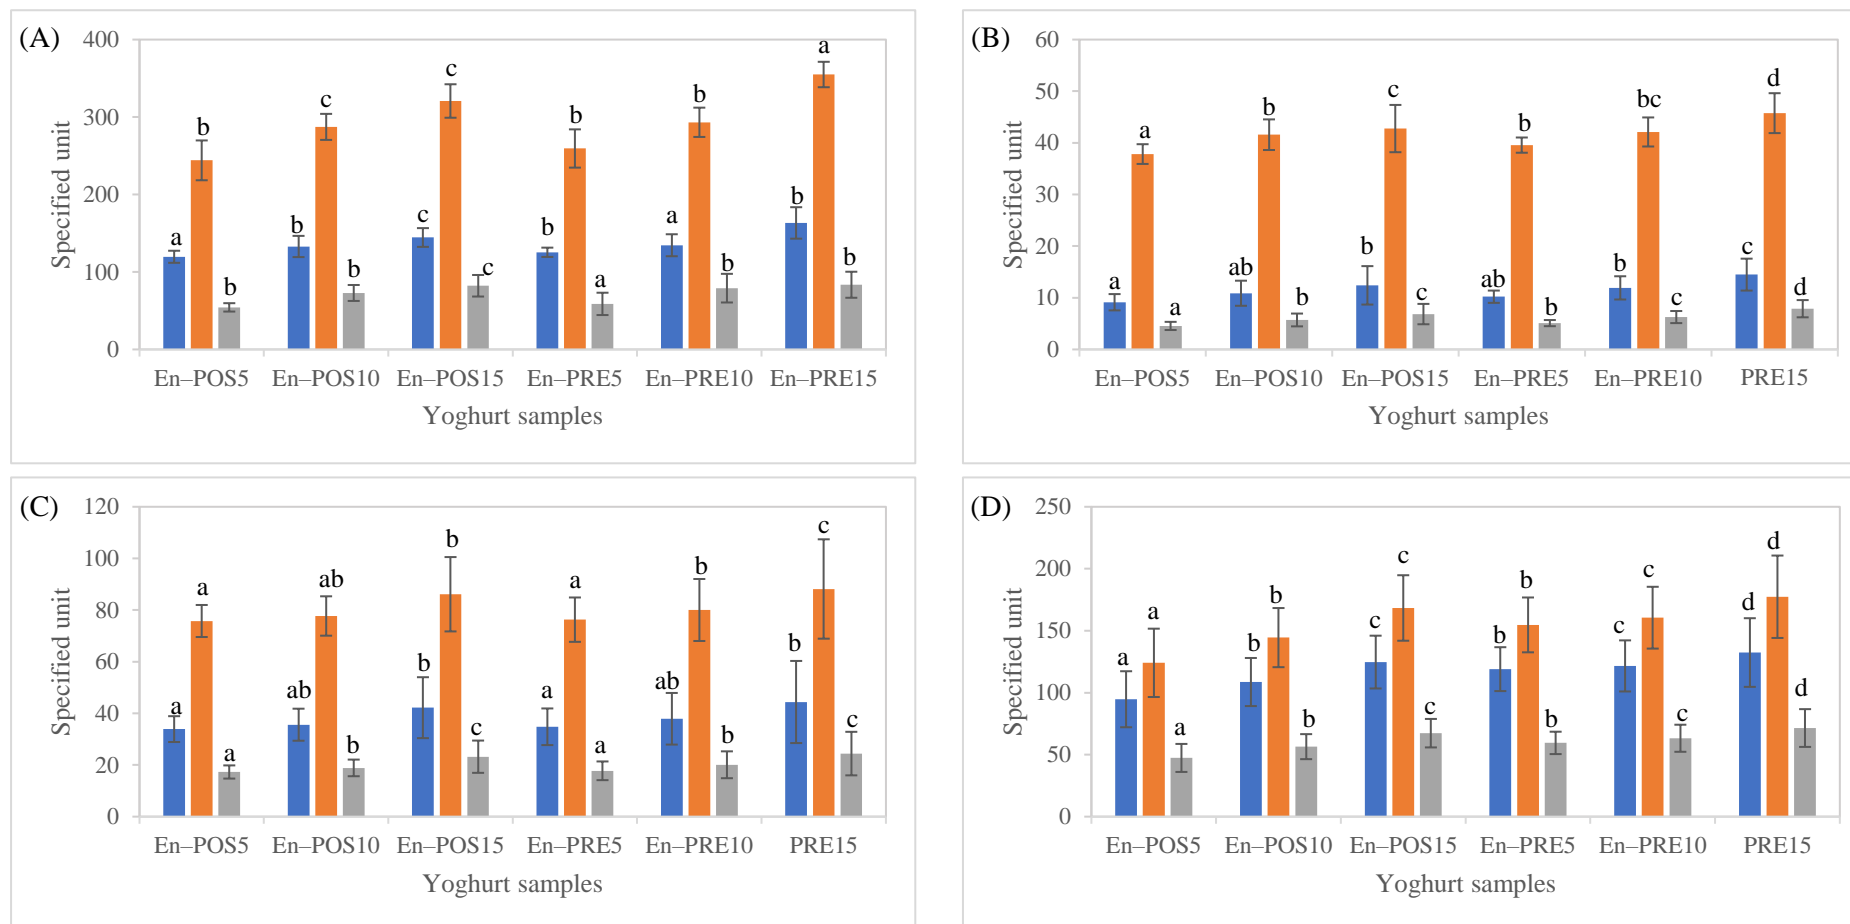 (A)
400
300
200
100
0
Specified unit
a b b
b c b
c c c
b b a
a b b
b a b
En–POS5 En–POS10 En–POS15 En–PRE5 En–PRE10 En–PRE15
Yoghurt samples
(B)
60
50
40
30
20
10
0
Specified unit
a a a
ab b b
b c c
ab b b
b bc c
c d d
En–POS5 En–POS10 En–POS15 En–PRE5 En–PRE10 PRE15
Yoghurt samples
(C)
120
100
80
60
40
20
0
Specified unit
a a a
ab ab b
b b c
a a a
ab b b
b c c
En–POS5 En–POS10 En–POS15 En–PRE5 En–PRE10 PRE15
Yoghurt samples
(D)
250
200
150
100
50
0
Specified unit
a a a
b b b
c c c
b b b
c c c
d d d
En–POS5 En–POS10 En–POS15 En–PRE5 En–PRE10 PRE15
Yoghurt samples